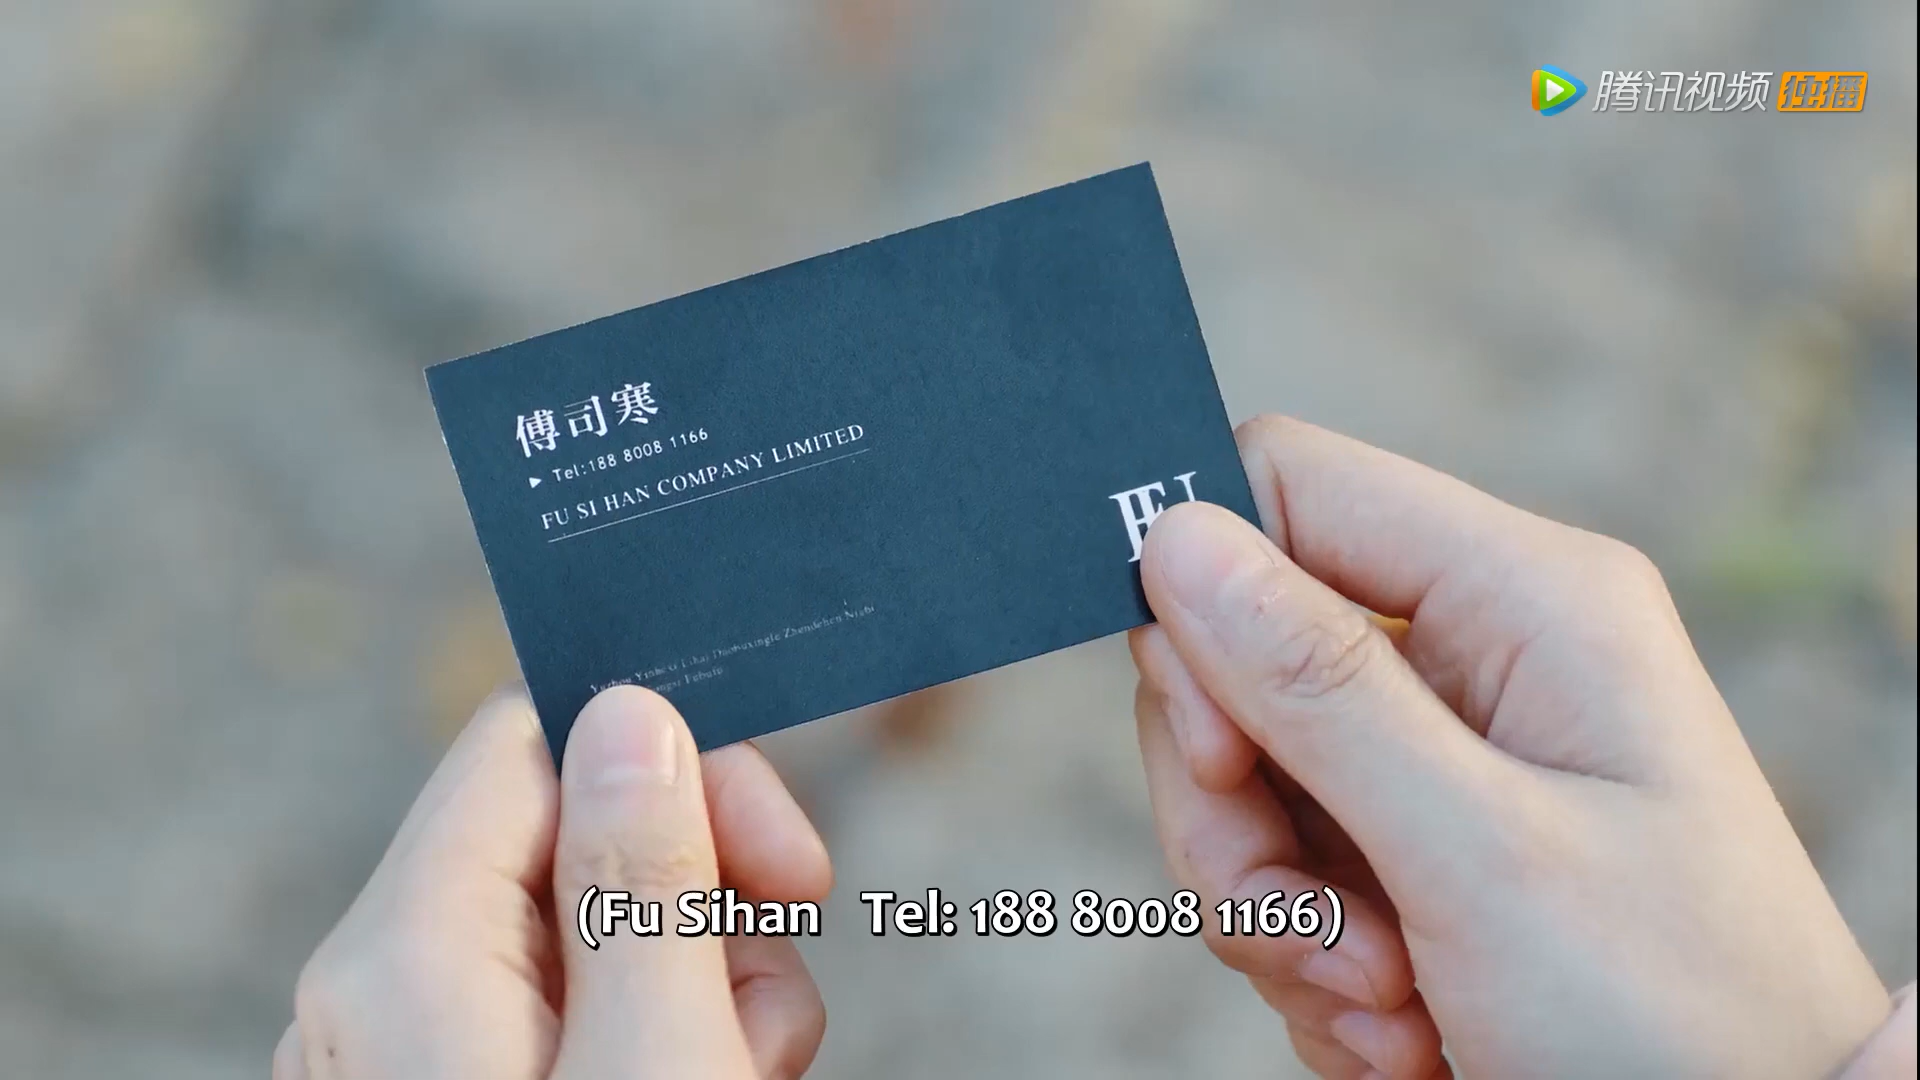 腾讯视频 独播
傅司寒
Tel:188 8008 1166
FU SI HAN COMPANY LIMITED
(Fu Sihan Tel: 188 8008 1166)